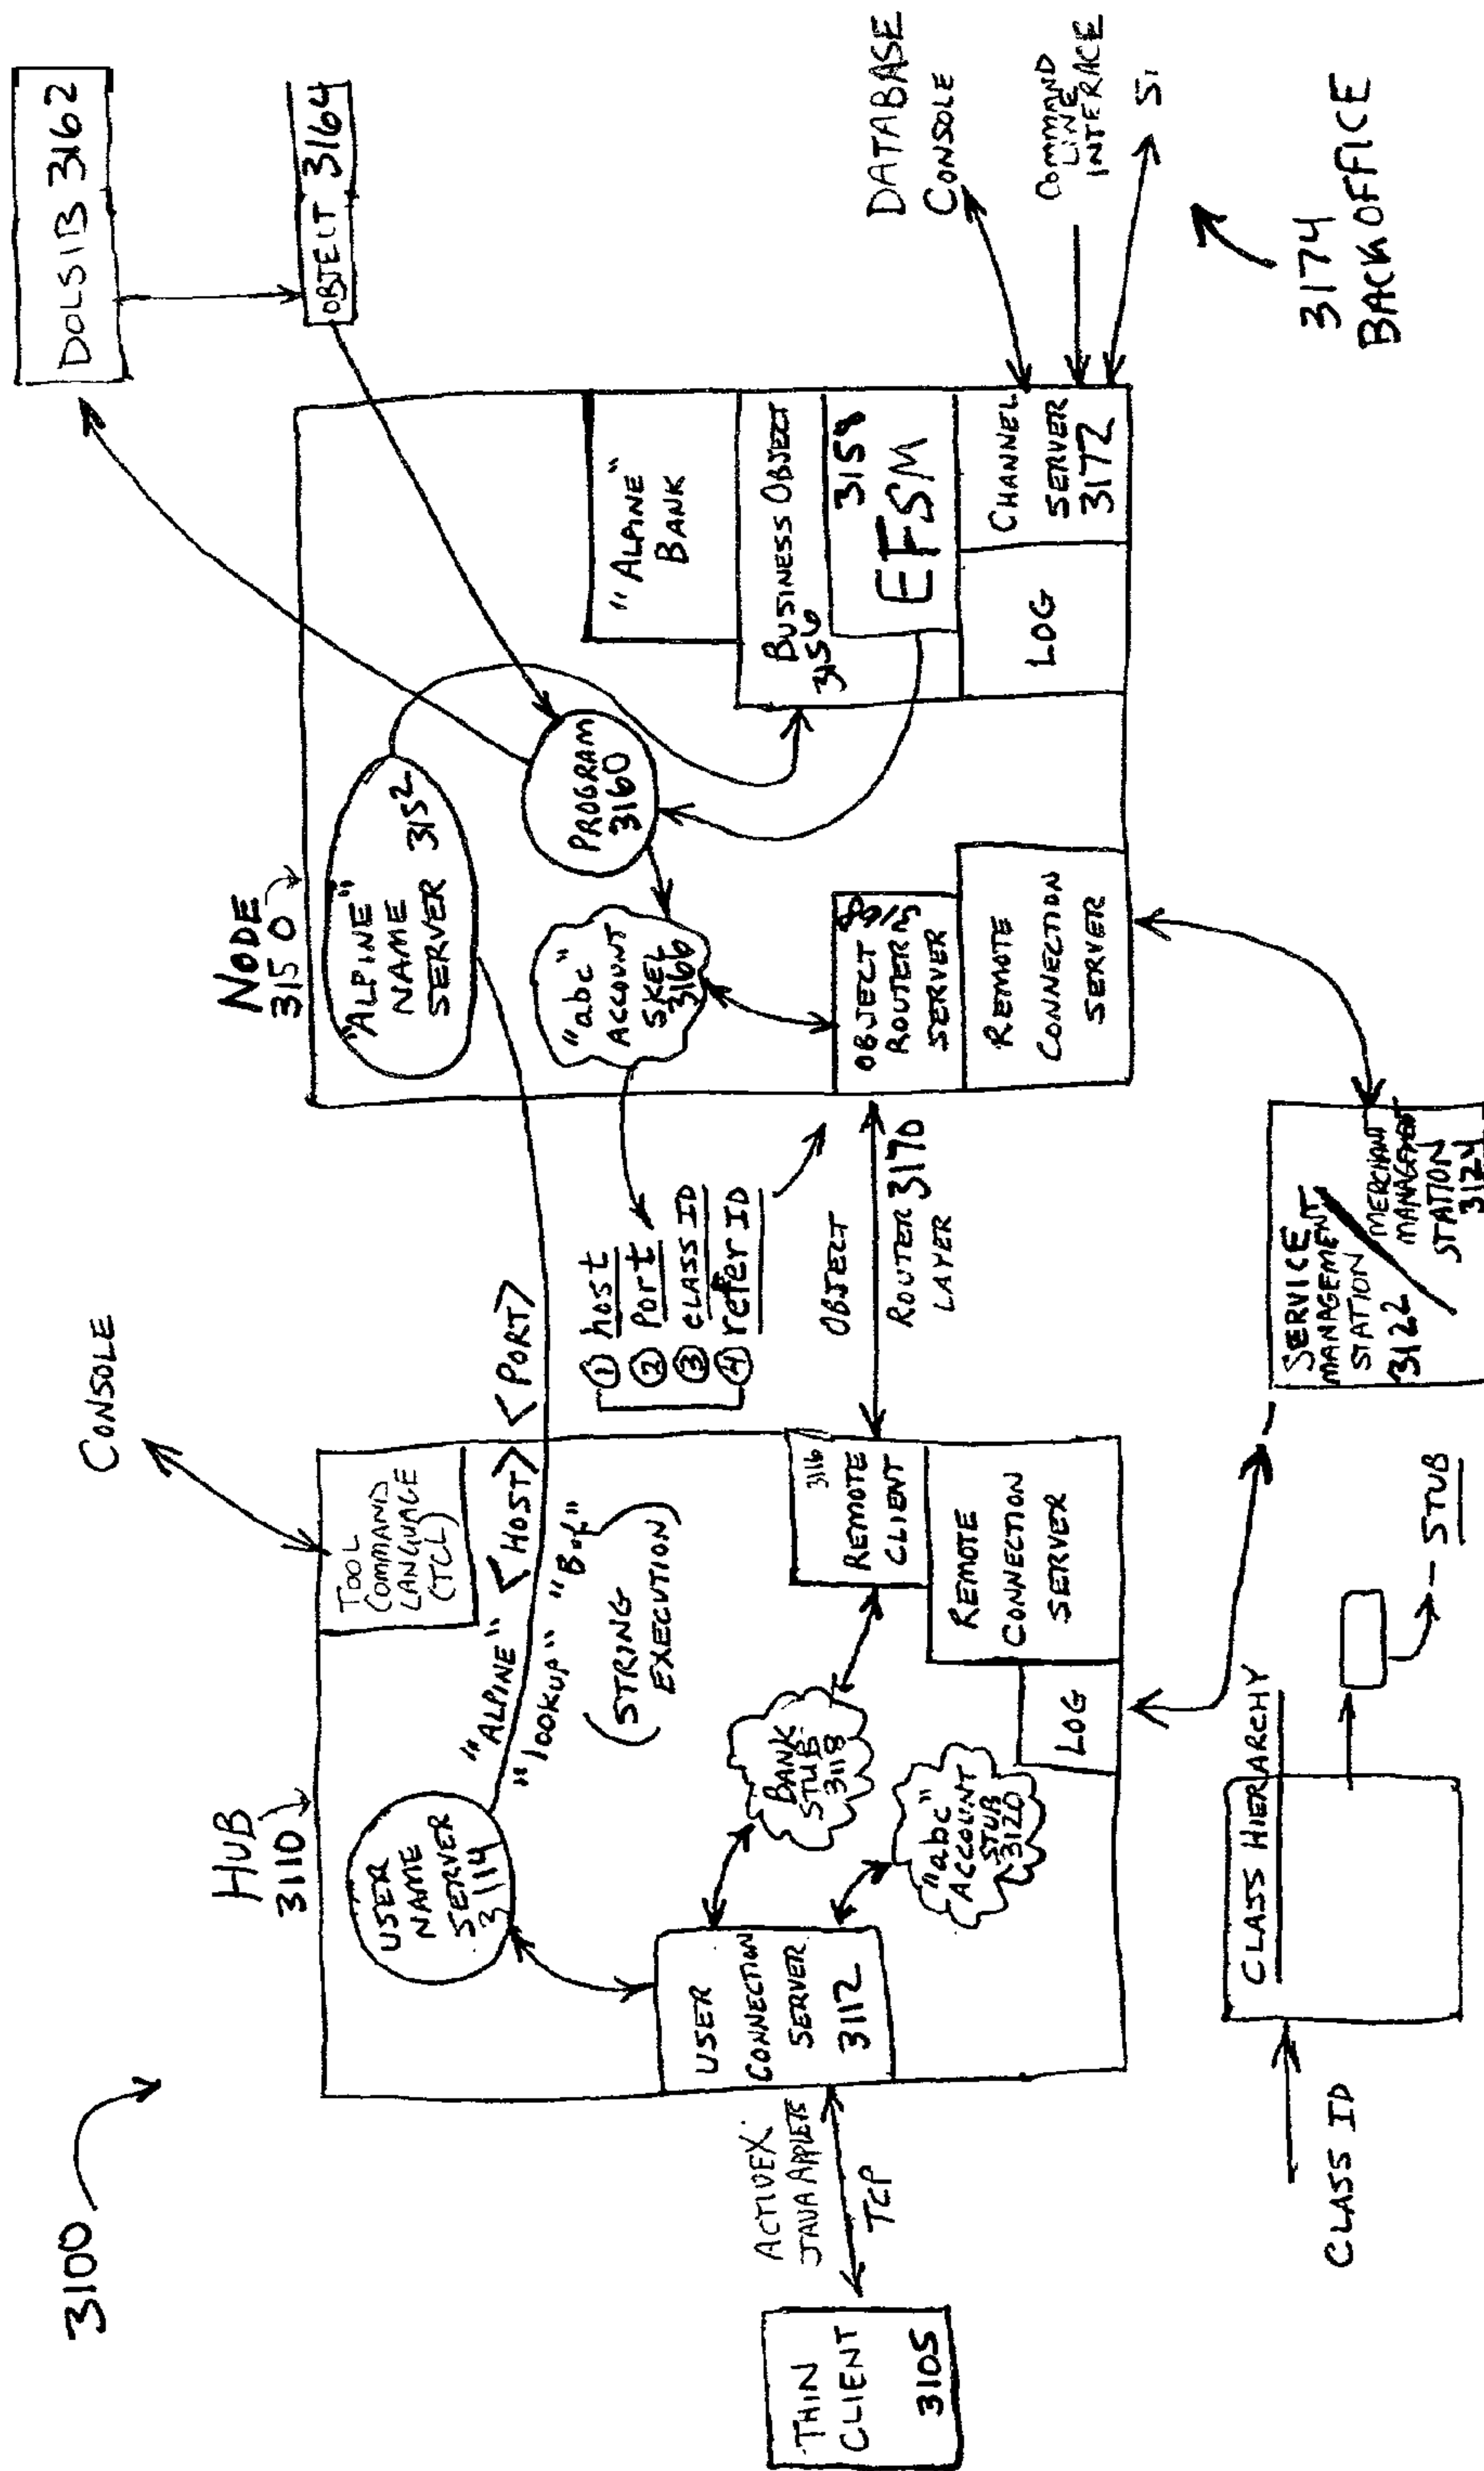 3100
HUB
3110
NODE
3150
CONSOLE
DOLSIB 3162
OBJECT 3164
USER
NAME
SERVER
3114
TOOL
COMMAND
LANGUAGE
(TCL)
"ALPINE" <HOST> <PORT>
"lookup"
(STRING
EXECUTION)
"ALPINE"
NAME
SERVER 3152
PROGRAM
3160
"abc"
ACCOUNT
SKEL
3166
① host
② Port
③ CLASS ID
④ refer ID
"ALPINE"
BANK
BUSINESS OBJECT
3156
3158
EFSM
LOG
CHANNEL
SERVER
3172
OBJECT
ROUTER
SERVER
REMOTE
CONNECTION
SERVER
OBJECT
ROUTER 3170
LAYER
3116
REMOTE
CLIENT
REMOTE
CONNECTION
SERVER
LOG
BANK
STUB
3118
"abc"
ACCOUNT
STUB
3120
USER
CONNECTION
SERVER
3112
ACTIVEX
JAVA APPLETS
TCP
THIN
CLIENT
3105
DATABASE
CONSOLE
COMMAND
LINE
INTERACE
3174
BACKOFFICE
CLASS ID
CLASS HIERARCHY
STUB
SERVICE
MANAGEMENT
STATION
3122
MERCHANT
MANAGEMENT
STATION
3124